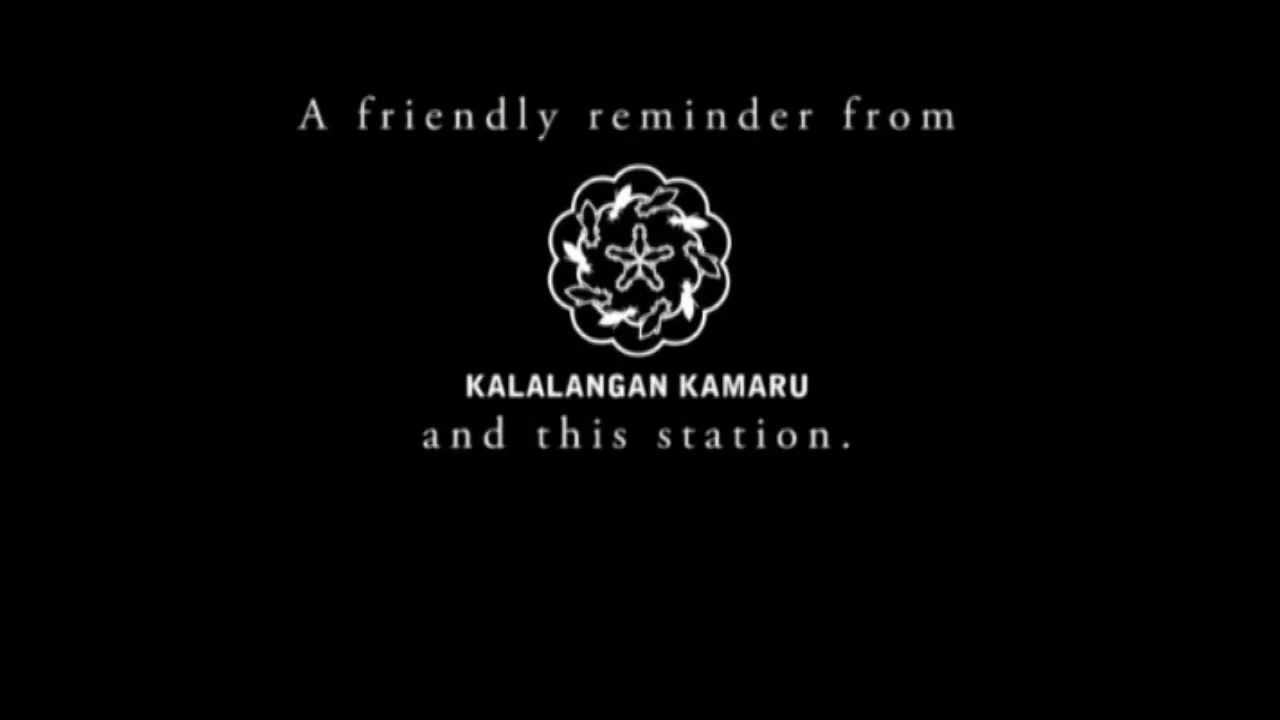 A friendly reminder from
KALALANGAN KAMARU
and this station.